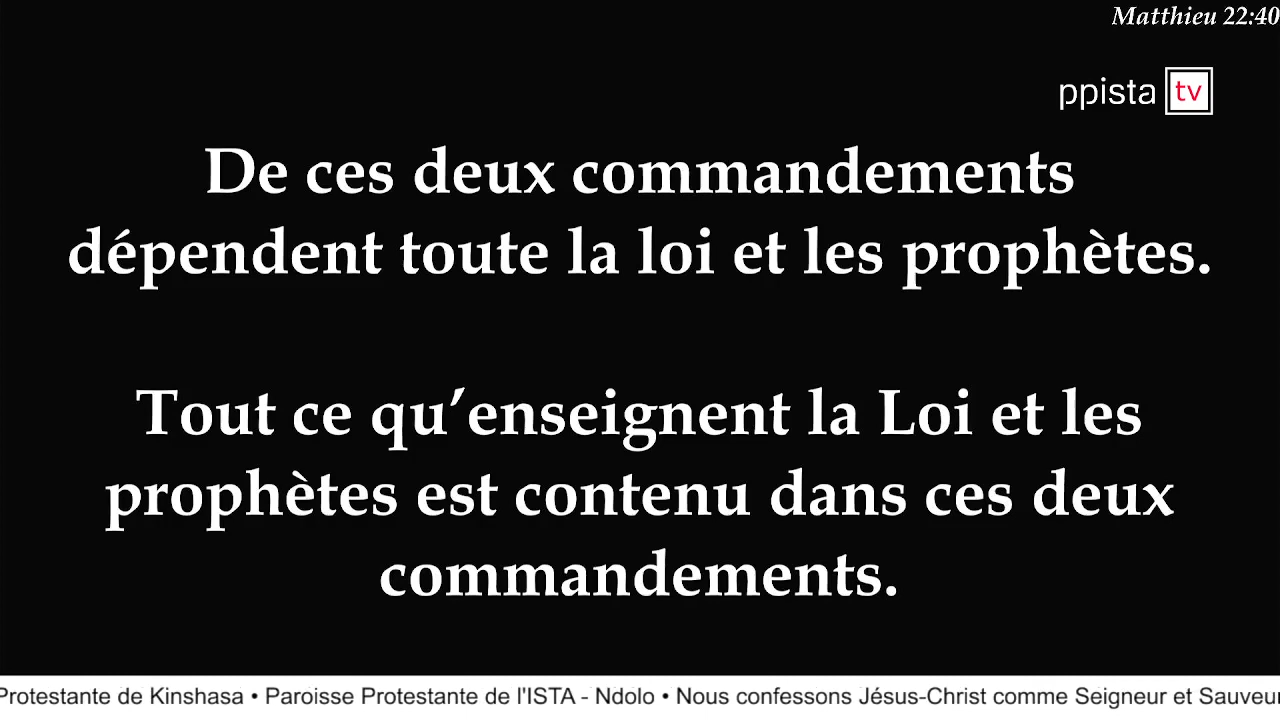 Matthieu 22:40
ppista tv
De ces deux commandements
dépendent toute la loi et les prophètes.
Tout ce qu’enseignent la Loi et les
prophètes est contenu dans ces deux
commandements.
Protestante de Kinshasa • Paroisse Protestante de l'ISTA - Ndolo • Nous confessons Jésus-Christ comme Seigneur et Sauveur